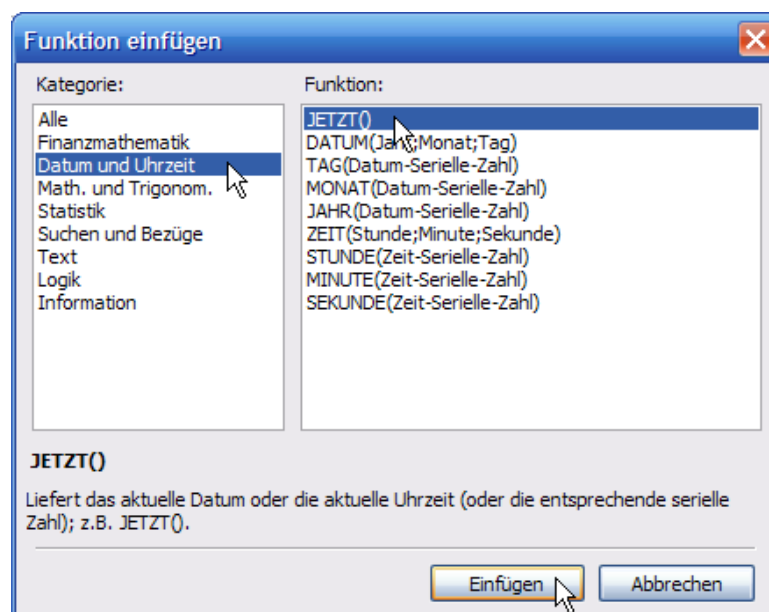 Funktion einfügen
Kategorie:
Funktion:
Alle
Finanzmathematik
Datum und Uhrzeit
Math. und Trigonom.
Statistik
Suchen und Bezüge
Text
Logik
Information
JETZT()
DATUM(Jahr;Monat;Tag)
TAG(Datum-Serielle-Zahl)
MONAT(Datum-Serielle-Zahl)
JAHR(Datum-Serielle-Zahl)
ZEIT(Stunde;Minute;Sekunde)
STUNDE(Zeit-Serielle-Zahl)
MINUTE(Zeit-Serielle-Zahl)
SEKUNDE(Zeit-Serielle-Zahl)
JETZT()
Liefert das aktuelle Datum oder die aktuelle Uhrzeit (oder die entsprechende serielle
Zahl); z.B. JETZT().
Einfügen
Abbrechen